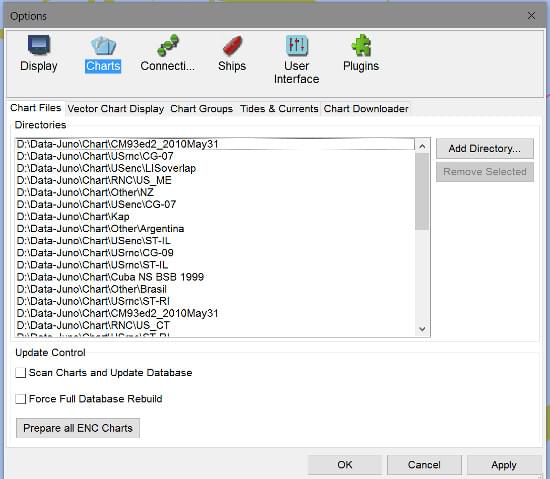 Options
Display
Charts
Connecti...
Ships
User
Interface
Plugins
Chart Files
Vector Chart Display
Chart Groups
Tides & Currents
Chart Downloader
Directories
D:\Data-Juno\Chart\CM93ed2_2010May31
D:\Data-Juno\Chart\USrnc\CG-07
D:\Data-Juno\Chart\USenc\LISoverlap
D:\Data-Juno\Chart\RNC\US_ME
D:\Data-Juno\Chart\Other\NZ
D:\Data-Juno\Chart\USenc\CG-07
D:\Data-Juno\Chart\Kap
D:\Data-Juno\Chart\Other\Argentina
D:\Data-Juno\Chart\USenc\ST-IL
D:\Data-Juno\Chart\USrnc\CG-09
D:\Data-Juno\Chart\USrnc\ST-IL
D:\Data-Juno\Chart\Cuba NS BSB 1999
D:\Data-Juno\Chart\Other\Brasil
D:\Data-Juno\Chart\USrnc\ST-RI
D:\Data-Juno\Chart\CM93ed2_2010May31
D:\Data-Juno\Chart\RNC\US_CT
D:\Data-Juno\Chart\USrnc\ST-RI
Add Directory...
Remove Selected
Update Control
Scan Charts and Update Database
Force Full Database Rebuild
Prepare all ENC Charts
OK
Cancel
Apply